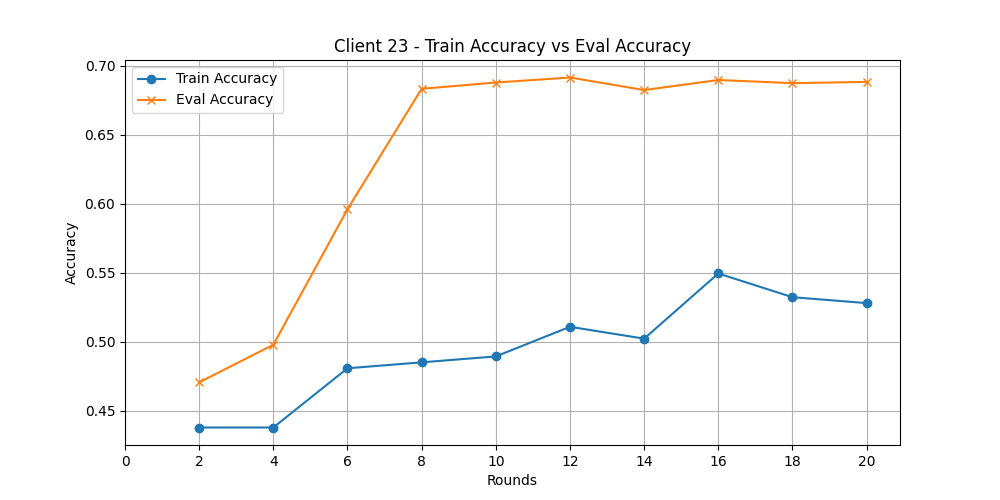 Client 23 - Train Accuracy vs Eval Accuracy
Train Accuracy
Eval Accuracy
0.70
0.65
0.60
0.55
0.50
0.45
Accuracy
0 2 4 6 8 10 12 14 16 18 20
Rounds